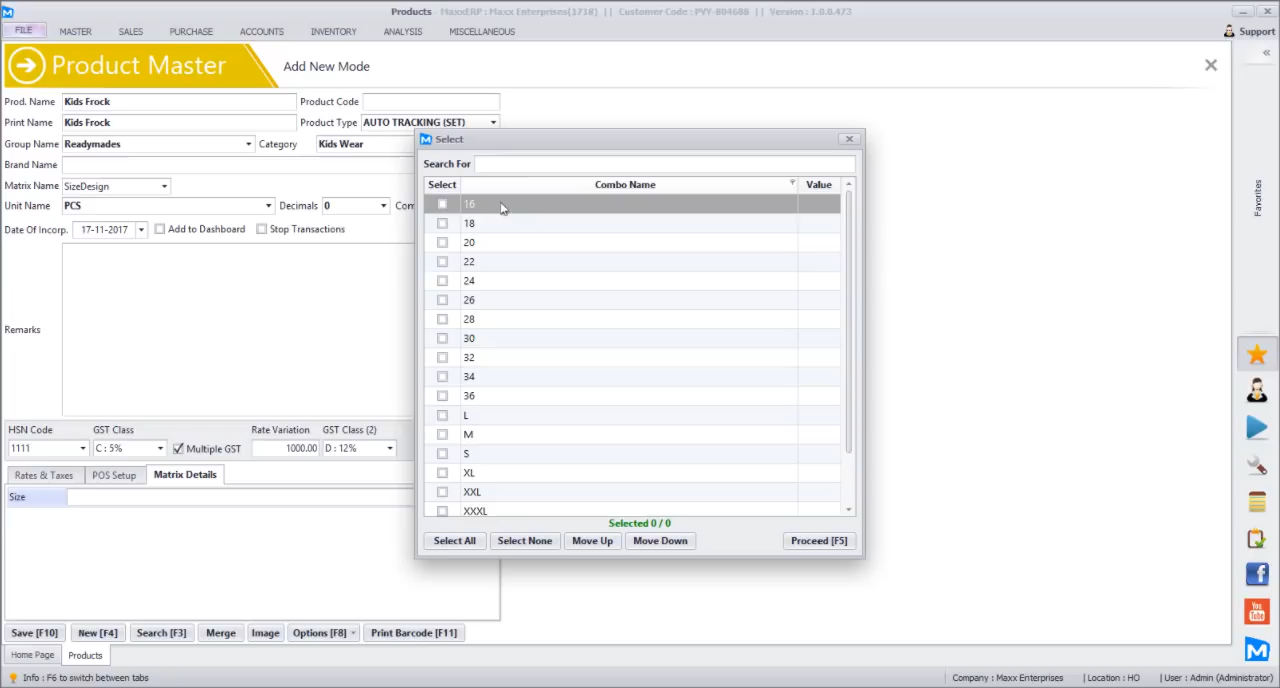 Products MaxxERP : Maxx Enterprises(1718) || Customer Code : PVY-804686 || Version : 1.0.0.473
FILE MASTER SALES PURCHASE ACCOUNTS INVENTORY ANALYSIS MISCELLANEOUS Support
Product Master Add New Mode
Prod. Name Kids Frock Product Code
Print Name Kids Frock Product Type AUTO TRACKING (SET)
Group Name Readymades Category Kids Wear
Brand Name
Matrix Name SizeDesign
Unit Name PCS Decimals 0 Con
Date Of Incorp. 17-11-2017 Add to Dashboard Stop Transactions
Remarks
HSN Code GST Class Rate Variation GST Class (2)
1111 C : 5% Multiple GST 1000.00 D : 12%
Rates & Taxes POS Setup Matrix Details
Size
Select
Search For
Select Combo Name Value
16
18
20
22
24
26
28
30
32
34
36
L
M
S
XL
XXL
XXXL
Selected 0 / 0
Select All Select None Move Up Move Down Proceed [F5]
Favorites
You
Tube
Save [F10] New [F4] Search [F3] Merge Image Options [F8] Print Barcode [F11]
Home Page Products
Info : F6 to switch between tabs Company : Maxx Enterprises | Location : HO | User : Admin (Administrator)